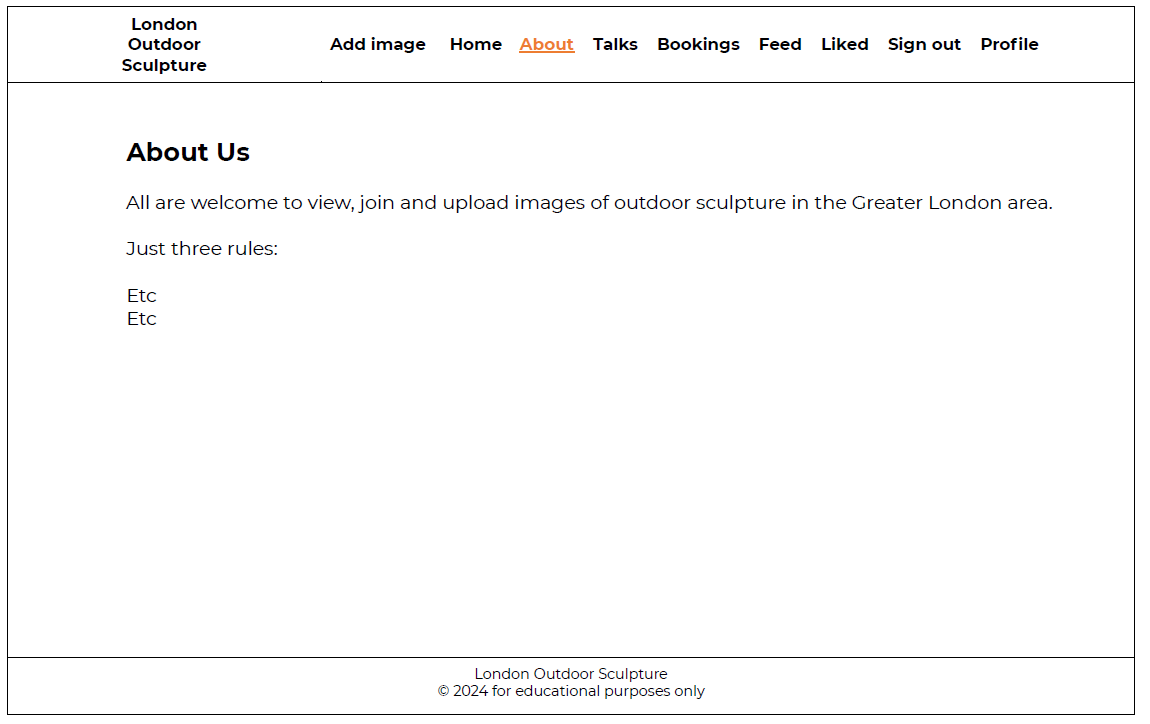 London
Outdoor
Sculpture
Add image Home About Talks Bookings Feed Liked Sign out Profile
About Us
All are welcome to view, join and upload images of outdoor sculpture in the Greater London area.
Just three rules:
Etc
Etc
London Outdoor Sculpture
© 2024 for educational purposes only